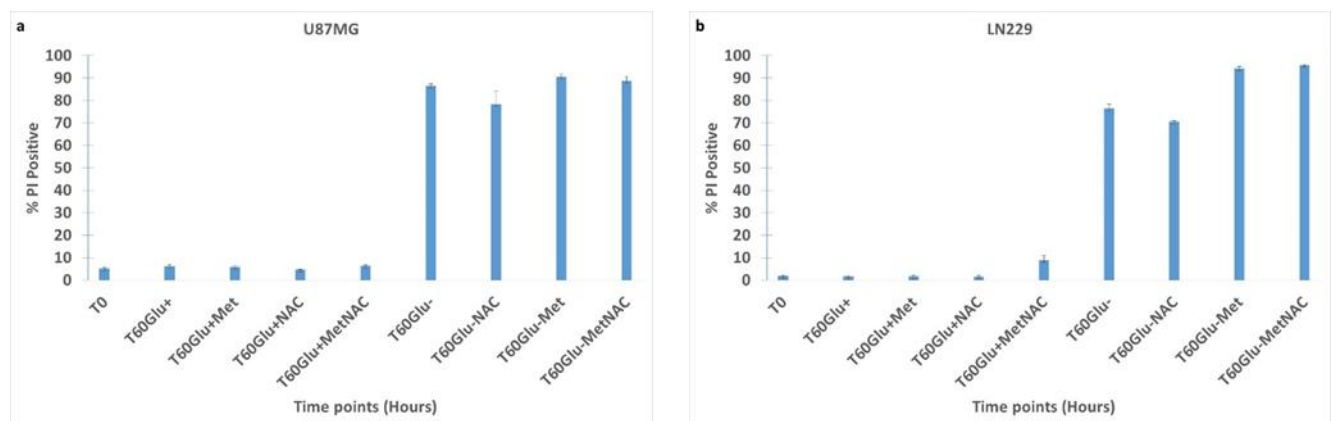 a
U87MG
% PI Positive
100
90
80
70
60
50
40
30
20
10
0
T0
T60Glu+
T60Glu+Met
T60Glu+NAC
T60Glu+MetNAC
T60Glu-
T60Glu-NAC
T60Glu-Met
T60Glu-MetNAC
Time points (Hours)
b
LN229
% PI Positive
100
90
80
70
60
50
40
30
20
10
0
T0
T60Glu+
T60Glu+Met
T60Glu+NAC
T60Glu+MetNAC
T60Glu-
T60Glu-NAC
T60Glu-Met
T60Glu-MetNAC
Time points (Hours)